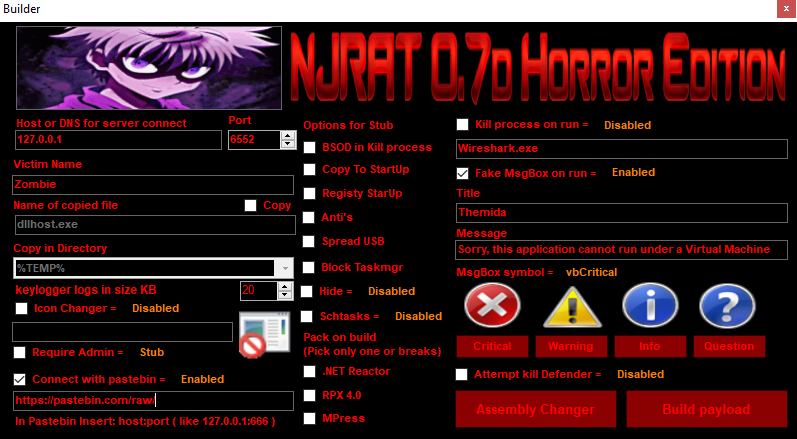 Builder
x
NJRAT 0.7D HORROR EDITION
Host or DNS for server connect
Port
127.0.0.1
6552
Victim Name
Zombie
Name of copied file
Copy
dllhost.exe
Copy in Directory
%TEMP%
keylogger logs in size KB
20
Icon Changer =
Disabled
Require Admin =
Stub
Connect with pastebin =
Enabled
https://pastebin.com/raw/
In Pastebin Insert: host:port ( like 127.0.0.1:666 )
Options for Stub
BSOD in Kill process
Copy To StartUp
Registy StarUp
Anti's
Spread USB
Block Taskmgr
Hide =
Disabled
Schtasks =
Disabled
Pack on build
(Pick only one or breaks)
.NET Reactor
RPX 4.0
MPress
Kill process on run =
Disabled
Wireshark.exe
Fake MsgBox on run =
Enabled
Title
Themida
Message
Sorry, this application cannot run under a Virtual Machine
MsgBox symbol =
vbCritical
Critical
Warning
Info
Question
Attempt kill Defender =
Disabled
Assembly Changer
Build payload